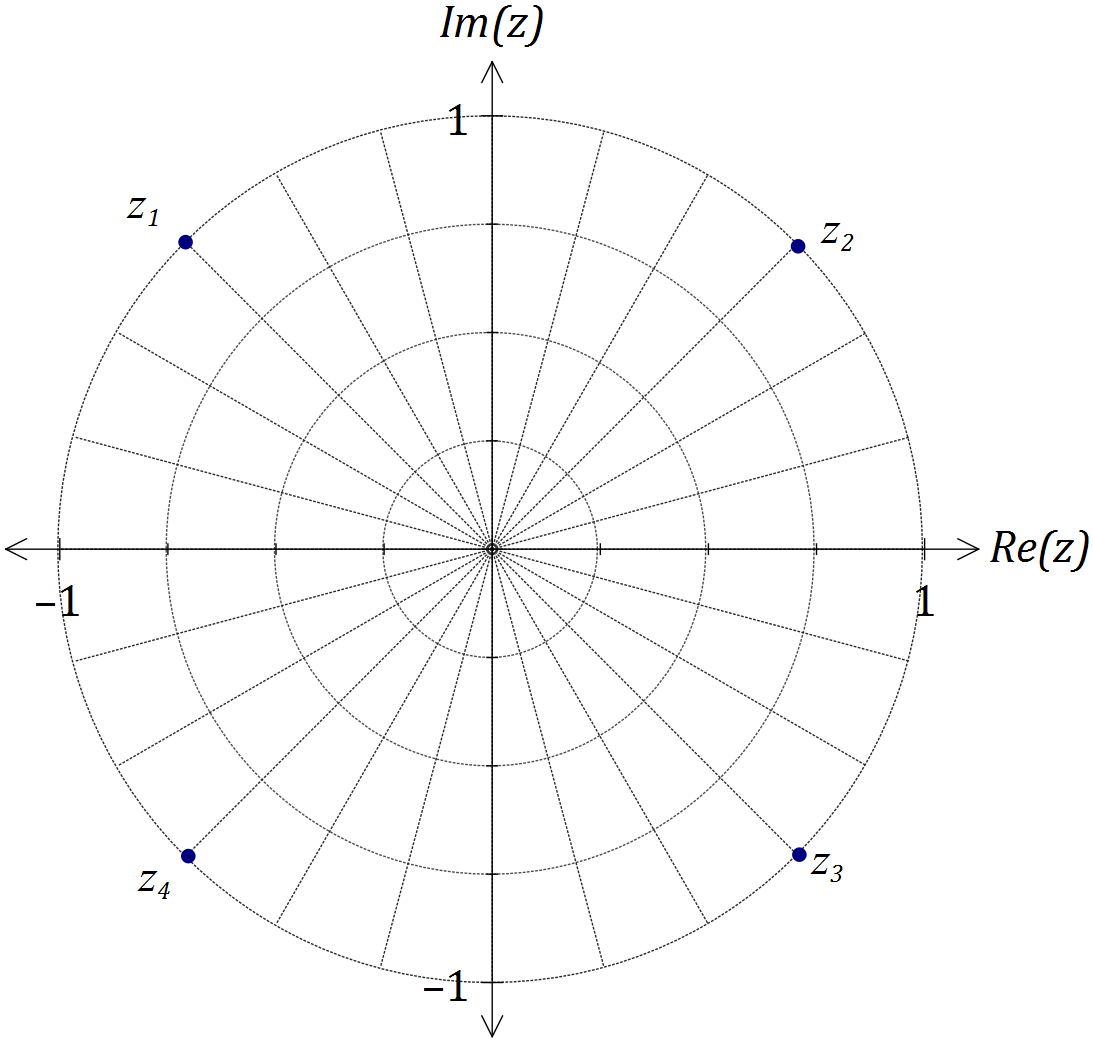 Im(z)
1
z₁
z₂
Re(z)
–1
1
z₃
z₄
–1